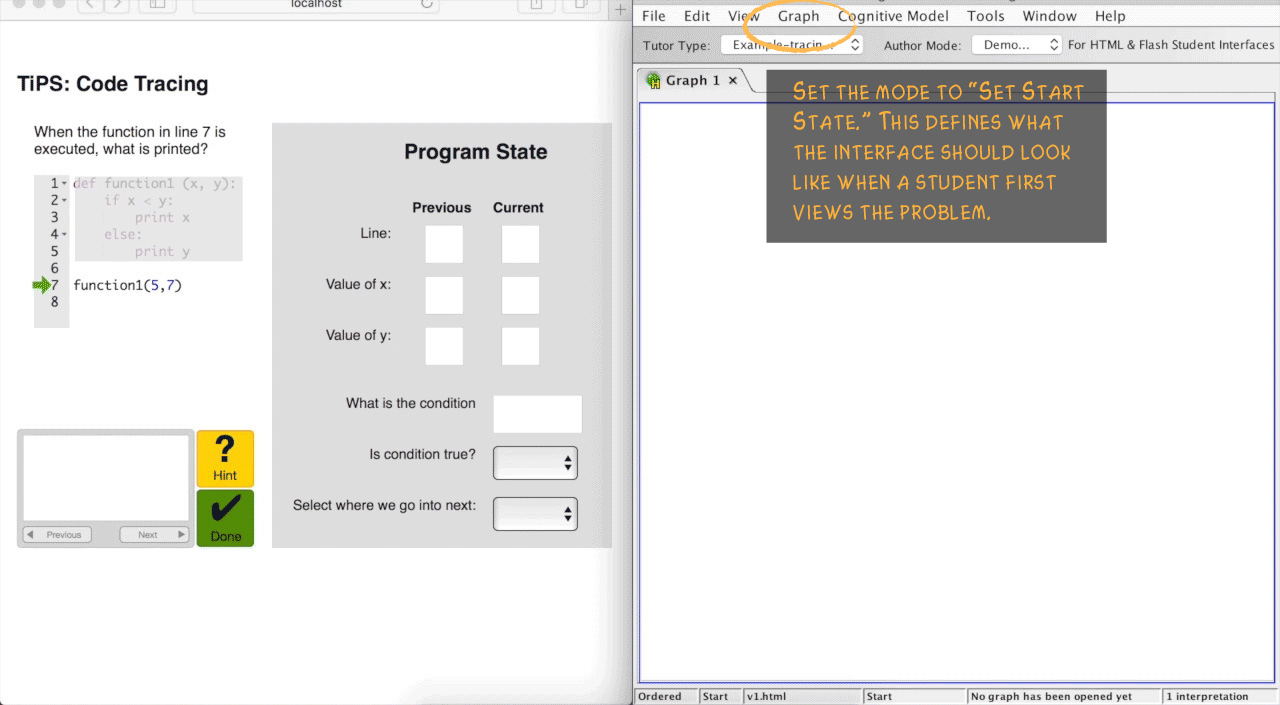 localhost
TiPS: Code Tracing
When the function in line 7 is
executed, what is printed?
1 def function1 (x, y):
2 if x < y:
3 print x
4 else:
5 print y
6
7 function1(5,7)
8
Program State
Previous Current
Line:
Value of x:
Value of y:
What is the condition
Is condition true?
Select where we go into next:
?
Hint
Done
Previous Next
File Edit View Graph Cognitive Model Tools Window Help
Tutor Type: Example-tracin... Author Mode: Demo... For HTML & Flash Student Interfaces
Graph 1
Set the mode to "Set Start
State." This defines what
the interface should look
like when a student first
views the problem.
Ordered Start v1.html Start No graph has been opened yet 1 interpretation